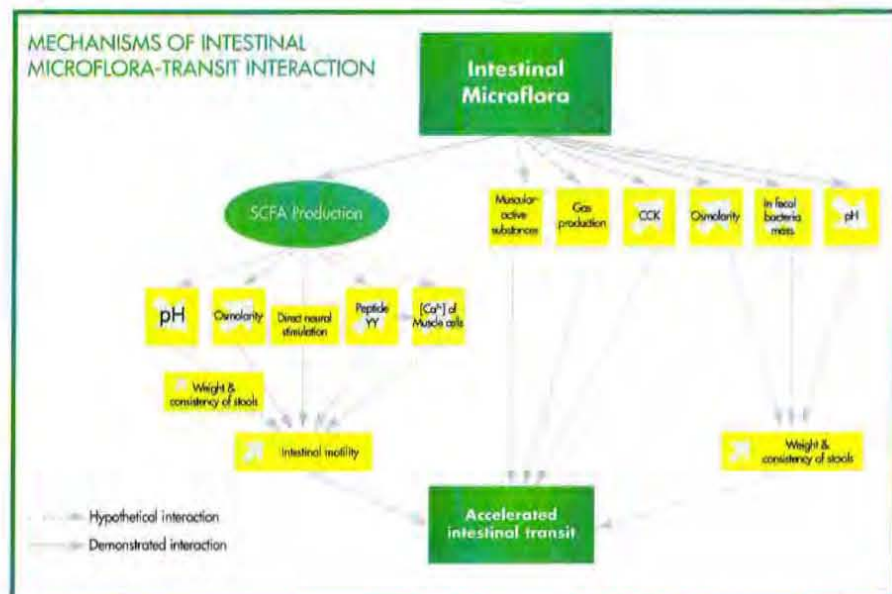 MECHANISMS OF INTESTINAL
MICROFLORA-TRANSIT INTERACTION
Intestinal
Microflora
SCFA Production
Muscular-
active
substances
Gas
production
CCK
Osmolarity
In fecal
bacteria
mass
pH
pH
Osmolarity
Direct neural
stimulation
Peptide
YY
of
Muscle cells
Weight &
consistency of stools
Intestinal motility
Weight &
consistency of stools
Accelerated
intestinal transit
Hypothetical interaction
Demonstrated interaction